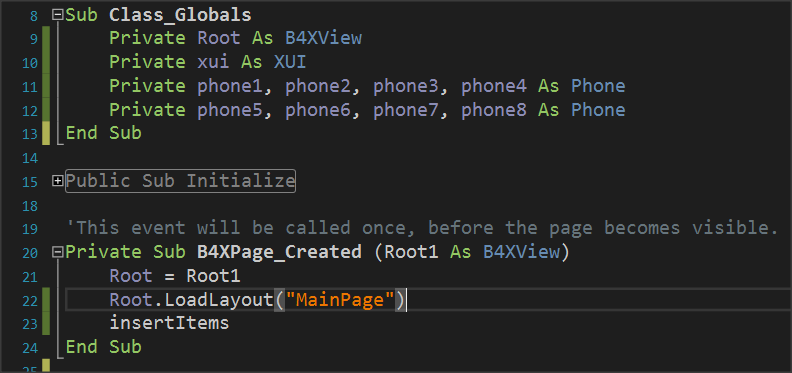 8 Sub Class_Globals
9 Private Root As B4XView
10 Private xui As XUI
11 Private phone1, phone2, phone3, phone4 As Phone
12 Private phone5, phone6, phone7, phone8 As Phone
13 End Sub
14
15 Public Sub Initialize
18
19 'This event will be called once, before the page becomes visible.
20 Private Sub B4XPage_Created (Root1 As B4XView)
21 Root = Root1
22 Root.LoadLayout("MainPage")
23 insertItems
24 End Sub
25